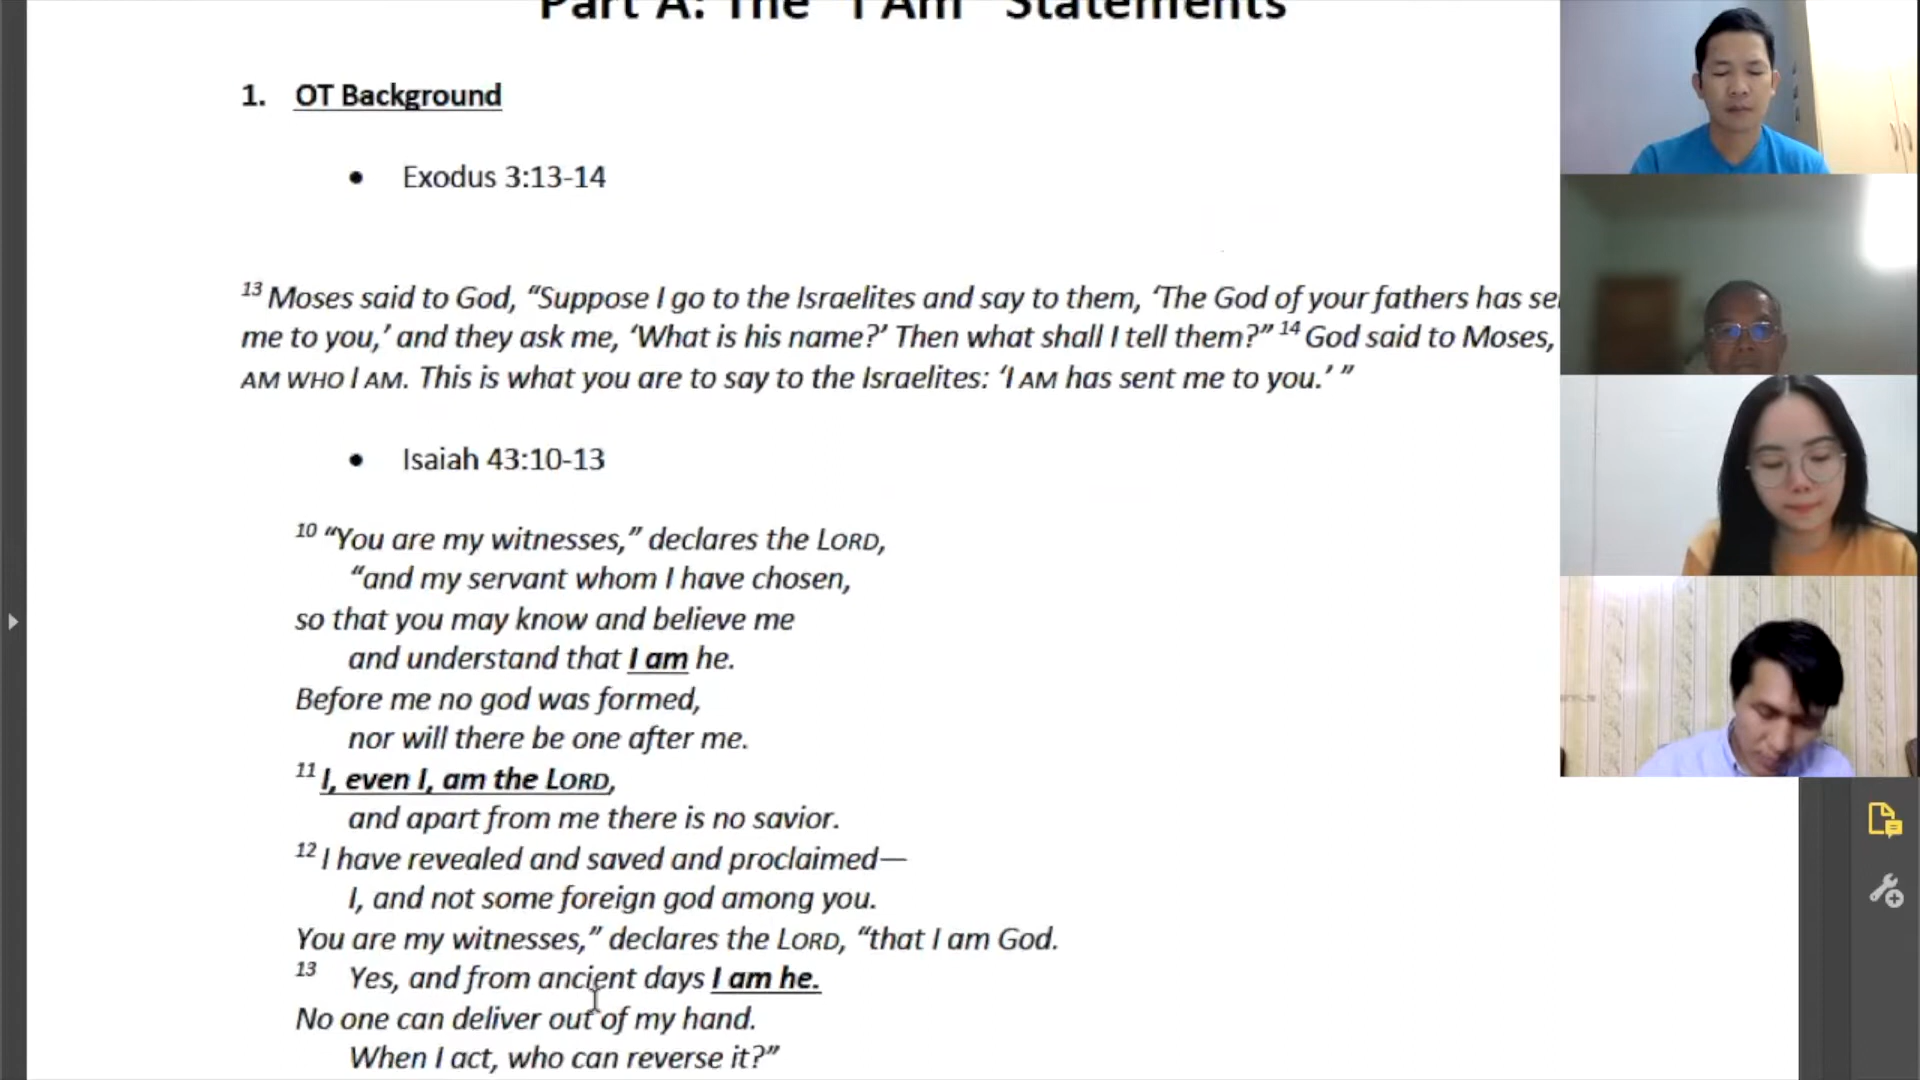 Part A: The "I Am" Statements
1. OT Background
• Exodus 3:13-14
13 Moses said to God, “Suppose I go to the Israelites and say to them, ‘The God of your fathers has
me to you,’ and they ask me, ‘What is his name?’ Then what shall I tell them?” 14 God said to Moses,
AM WHO I AM. This is what you are to say to the Israelites: ‘I AM has sent me to you.’ ”
• Isaiah 43:10-13
10 “You are my witnesses,” declares the LORD,
“and my servant whom I have chosen,
so that you may know and believe me
and understand that I am he.
Before me no god was formed,
nor will there be one after me.
11 I, even I, am the LORD,
and apart from me there is no savior.
12 I have revealed and saved and proclaimed—
I, and not some foreign god among you.
You are my witnesses,” declares the LORD, “that I am God.
13 Yes, and from ancient days I am he.
No one can deliver out of my hand.
When I act, who can reverse it?”